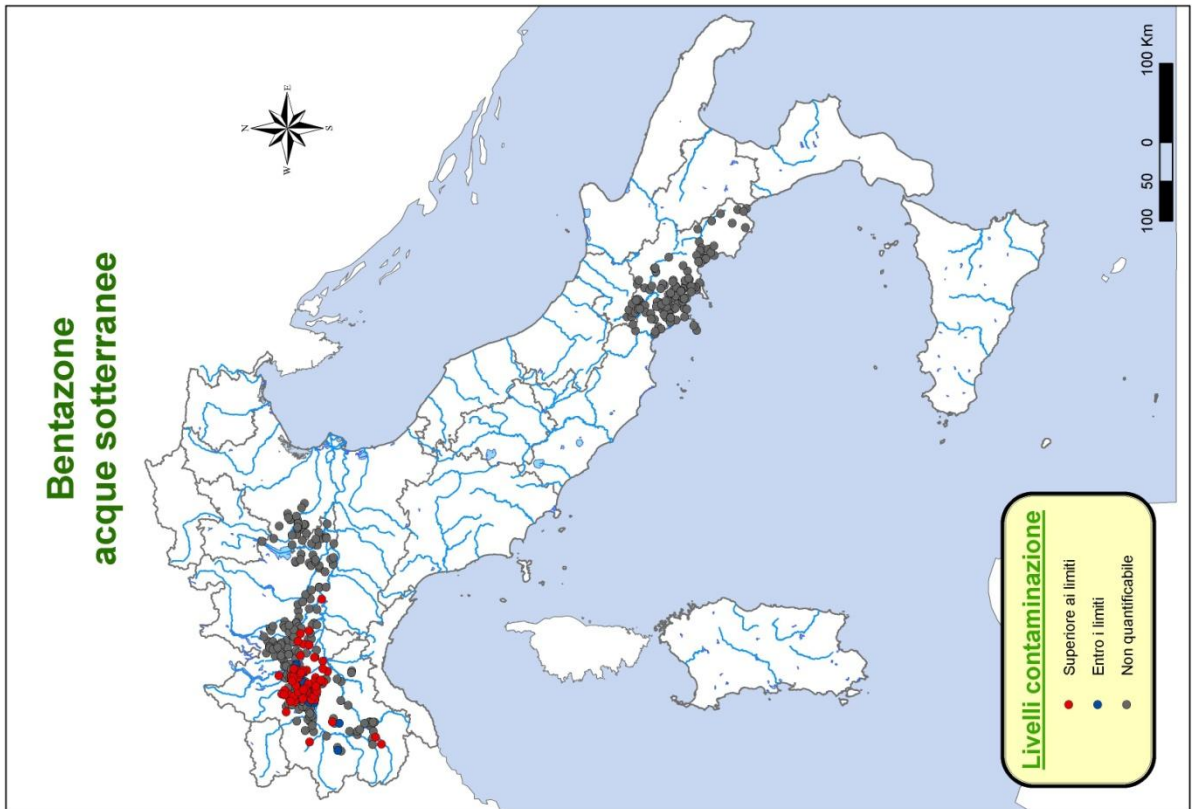 Bentazone
acque sotterranee
N
W
E
S
100
50
0
100 Km
Livelli contaminazione
Superiore ai limiti
Entro i limiti
Non quantificabile